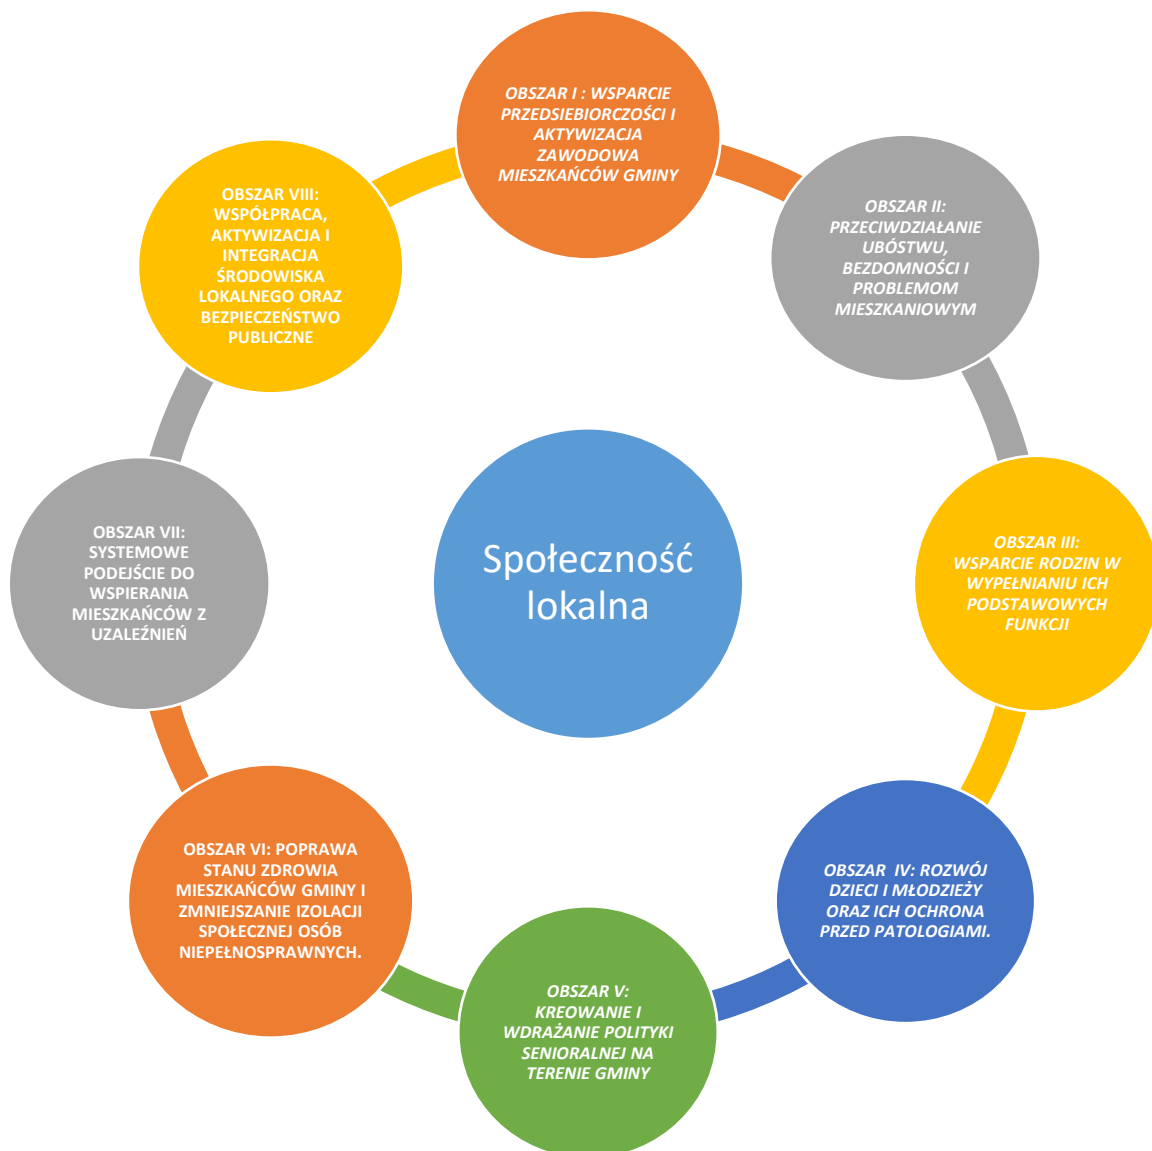 OBSZAR I : WSPARCIE
PRZEDSIEBIORCZOŚCI I
AKTYWIZACJA
ZAWODOWA
MIESZKAŃCÓW GMINY
OBSZAR II:
PRZECIWDZIAŁANIE
UBÓSTWU,
BEZDOMNOŚCI I
PROBLEMOM
MIESZKANIOWYM
OBSZAR III:
WSPARCIE RODZIN W
WYPEŁNIANIU ICH
PODSTAWOWYCH
FUNKCJI
OBSZAR  IV: ROZWÓJ
DZIECI I MŁODZIEŻY
ORAZ ICH OCHRONA
PRZED PATOLOGIAMI.
OBSZAR V:
KREOWANIE I
WDRAŻANIE POLITYKI
SENIORALNEJ NA
TERENIE GMINY
OBSZAR VI: POPRAWA
STANU ZDROWIA
MIESZKAŃCÓW GMINY I
ZMNIEJSZANIE IZOLACJI
SPOŁECZNEJ OSÓB
NIEPEŁNOSPRAWNYCH.
OBSZAR VII:
SYSTEMOWE
PODEJŚCIE DO
WSPIERANIA
MIESZKAŃCÓW Z
UZALEŹNIEŃ
OBSZAR VIII:
WSPÓŁPRACA,
AKTYWIZACJA I
INTEGRACJA
ŚRODOWISKA
LOKALNEGO ORAZ
BEZPIECZEŃSTWO
PUBLICZNE
Społeczność
lokalna